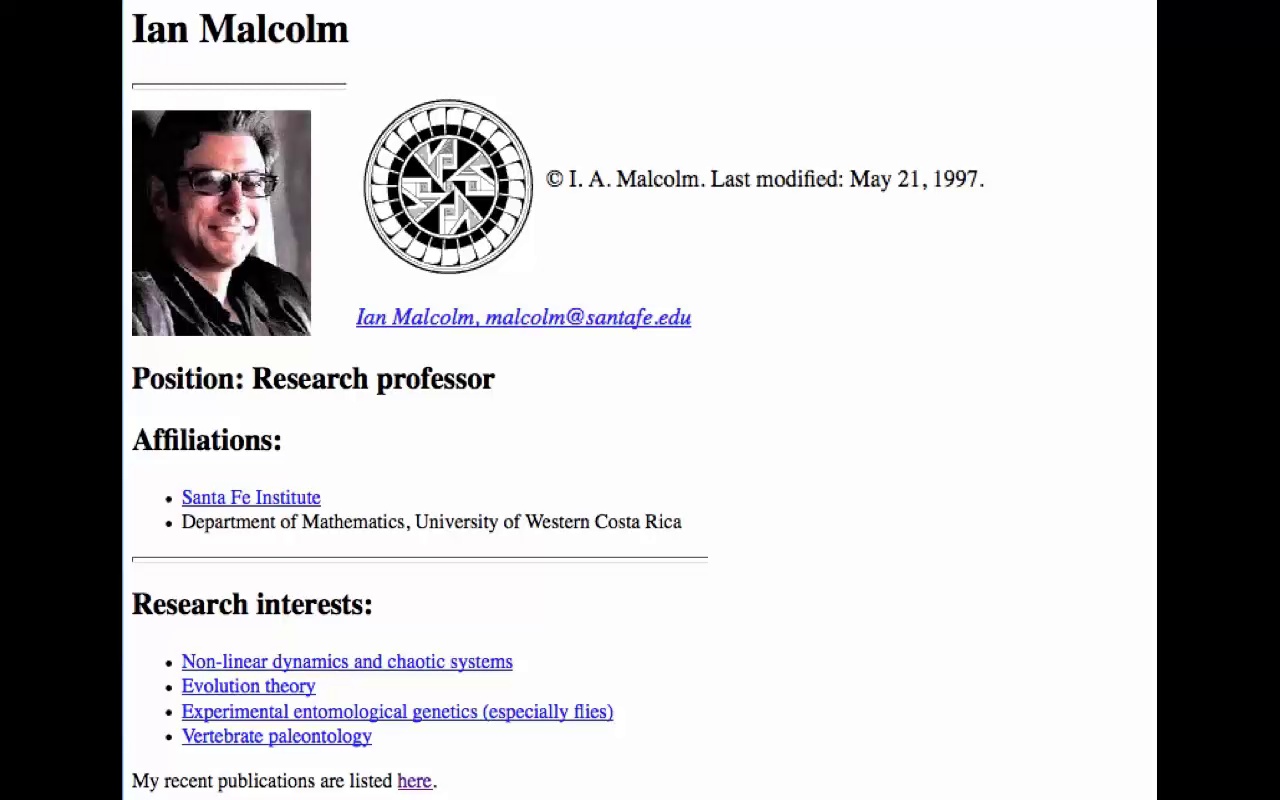 Ian Malcolm
© I. A. Malcolm. Last modified: May 21, 1997.
Ian Malcolm, malcolm@santafe.edu
Position: Research professor
Affiliations:
Santa Fe Institute
Department of Mathematics, University of Western Costa Rica
Research interests:
Non-linear dynamics and chaotic systems
Evolution theory
Experimental entomological genetics (especially flies)
Vertebrate paleontology
My recent publications are listed here.